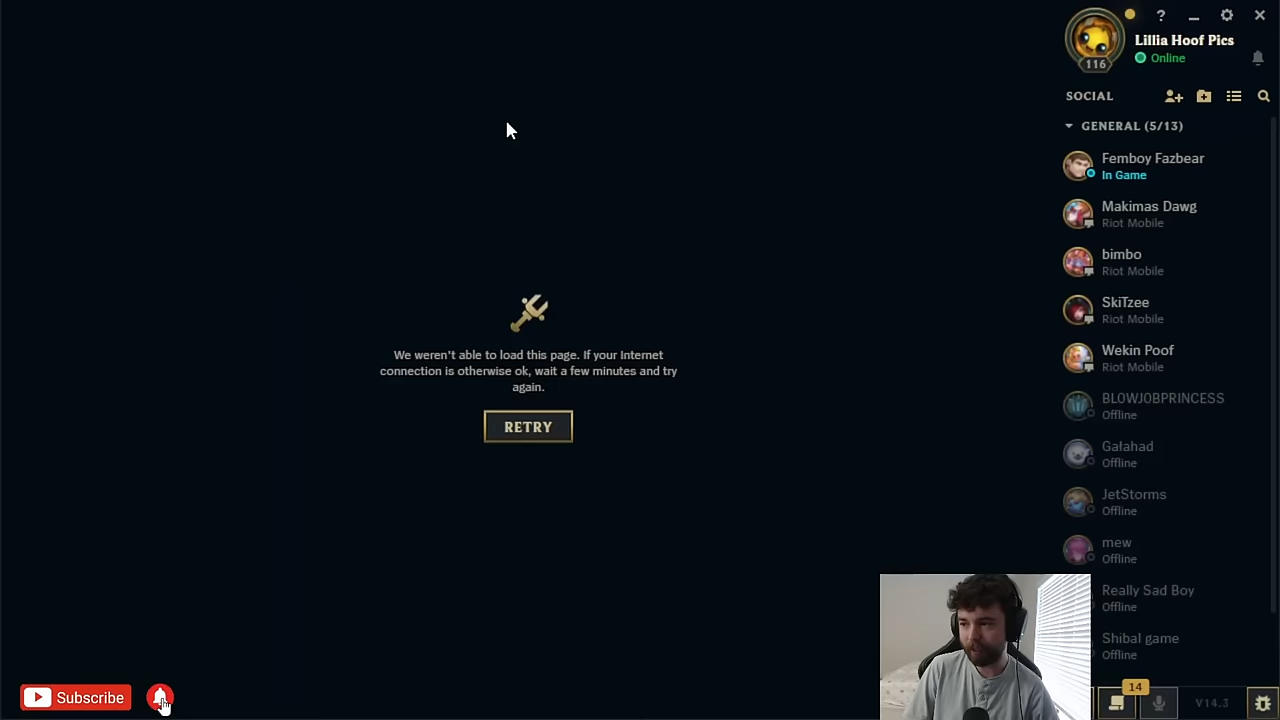 ?
Lillia Hoof Pics
116
Online
SOCIAL
GENERAL (5/13)
Femboy Fazbear
In Game
Makimas Dawg
Riot Mobile
bimbo
Riot Mobile
SkiTzee
Riot Mobile
Wekin Poof
Riot Mobile
BL0WJ0BPRINCESS
Offline
Galahad
Offline
JetStorms
Offline
mew
Offline
Really Sad Boy
Offline
Shibal game
Offline
We weren't able to load this page. If your Internet
connection is otherwise ok, wait a few minutes and try
again.
RETRY
Subscribe
14
V14.3